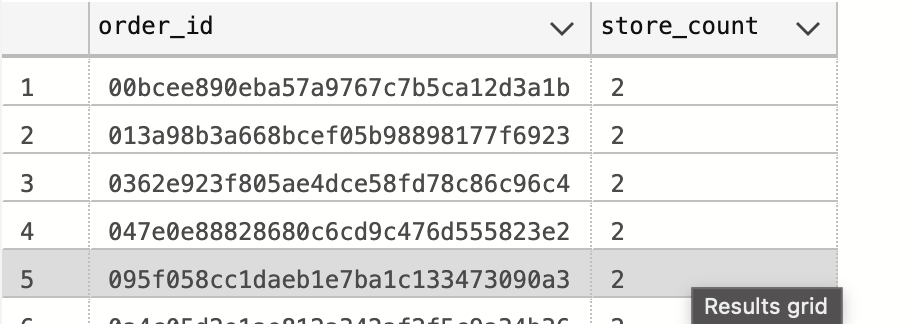 order_id store_count
1 00bcee890eba57a9767c7b5ca12d3a1b 2
2 013a98b3a668bcef05b98898177f6923 2
3 0362e923f805ae4dce58fd78c86c96c4 2
4 047e0e88828680c6cd9c476d555823e2 2
5 095f058cc1daeb1e7ba1c133473090a3 2
Results grid